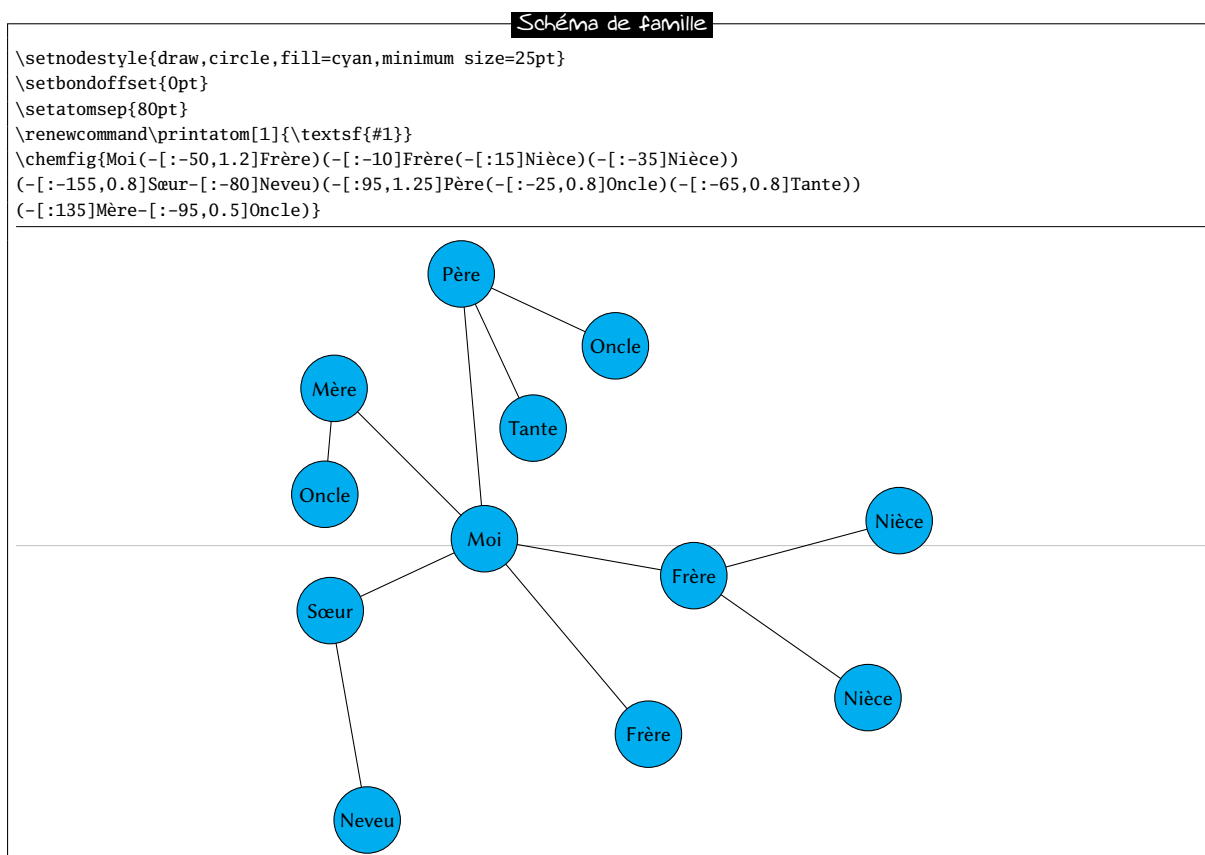 Schéma de famille
\setnodestyle{draw,circle,fill=cyan,minimum size=25pt}
\setbondoffset{0pt}
\setatomsep{80pt}
\renewcommand\printatom[1]{\textsf{#1}}
\chemfig{Moi(-[:-50,1.2]Frère)(-[:-10]Frère(-[:15]Nièce)(-[:-35]Nièce))
(-[:-155,0.8]Sœur-[:-80]Neveu)(-[:95,1.25]Père(-[:-25,0.8]Oncle)(-[:-65,0.8]Tante))
(-[:135]Mère-[:-95,0.5]Oncle)}
Père
Oncle
Mère
Tante
Oncle
Nièce
Moi
Frère
Sœur
Nièce
Frère
Neveu